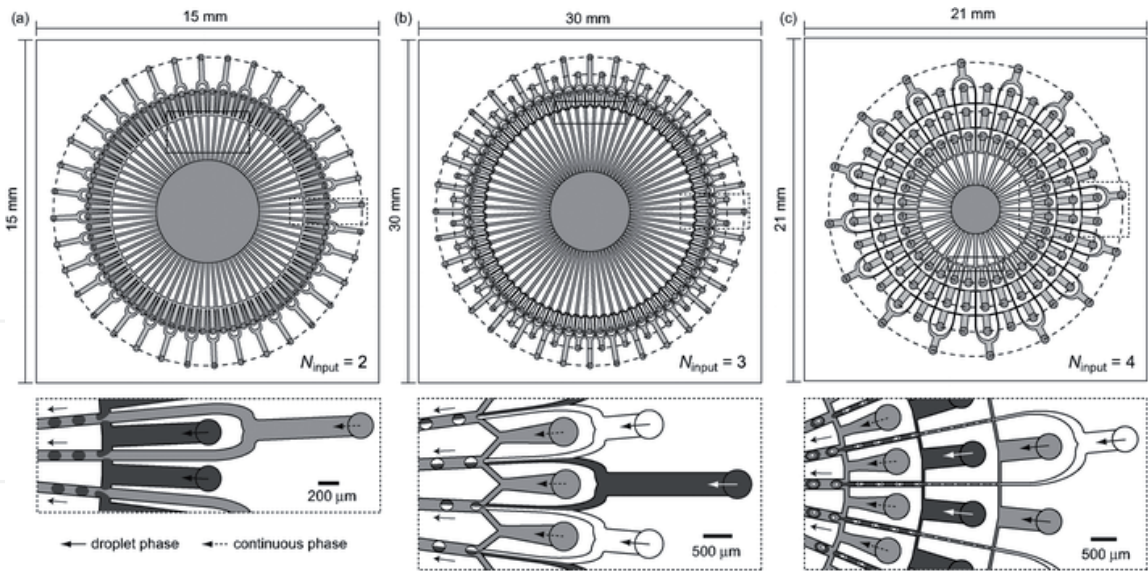 (a)
15 mm
15 mm
N_input = 2
200 μm
droplet phase
continuous phase
(b)
30 mm
30 mm
N_input = 3
500 μm
(c)
21 mm
21 mm
N_input = 4
500 μm